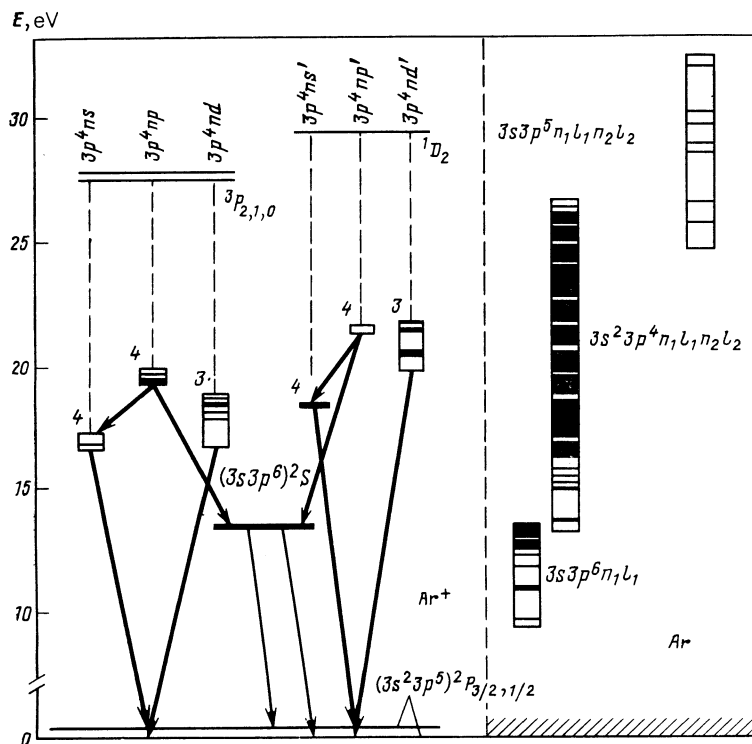 E, eV
30
25
20
15
10
0
3p⁴ns
3p⁴np
3p⁴nd
3p⁴ns′
3p⁴np′
3p⁴nd′
³P₂,₁,₀
¹D₂
4
4
3
4
4
3
(3s3p⁶)²S
Ar⁺
(3s²3p⁵)²P₃/₂,₁/₂
3s3p⁵n₁l₁n₂l₂
3s²3p⁴n₁l₁n₂l₂
3s3p⁶n₁l₁
Ar